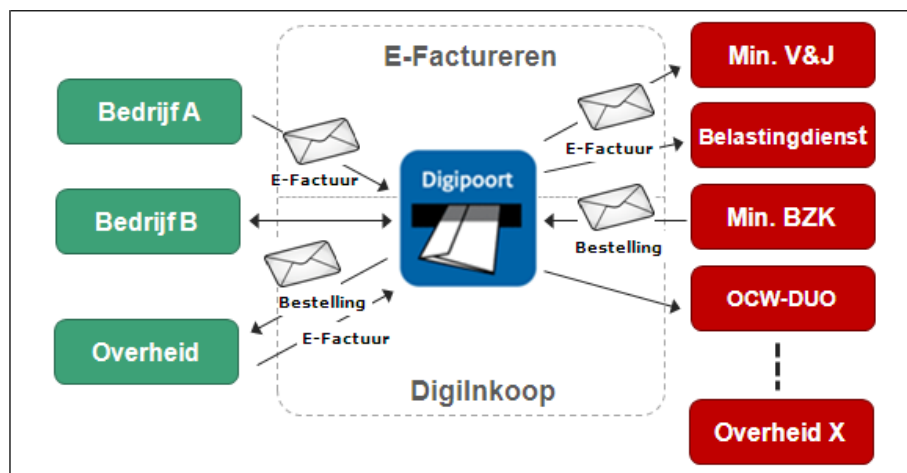 E-Factureren
Min. V&J
Bedrijf A
E-Factuur
Belastingdienst
E-Factuur
Digipoort
Bedrijf B
Min. BZK
Bestelling
Bestelling
OCW-DUO
E-Factuur
Overheid
DigiInkoop
Overheid X